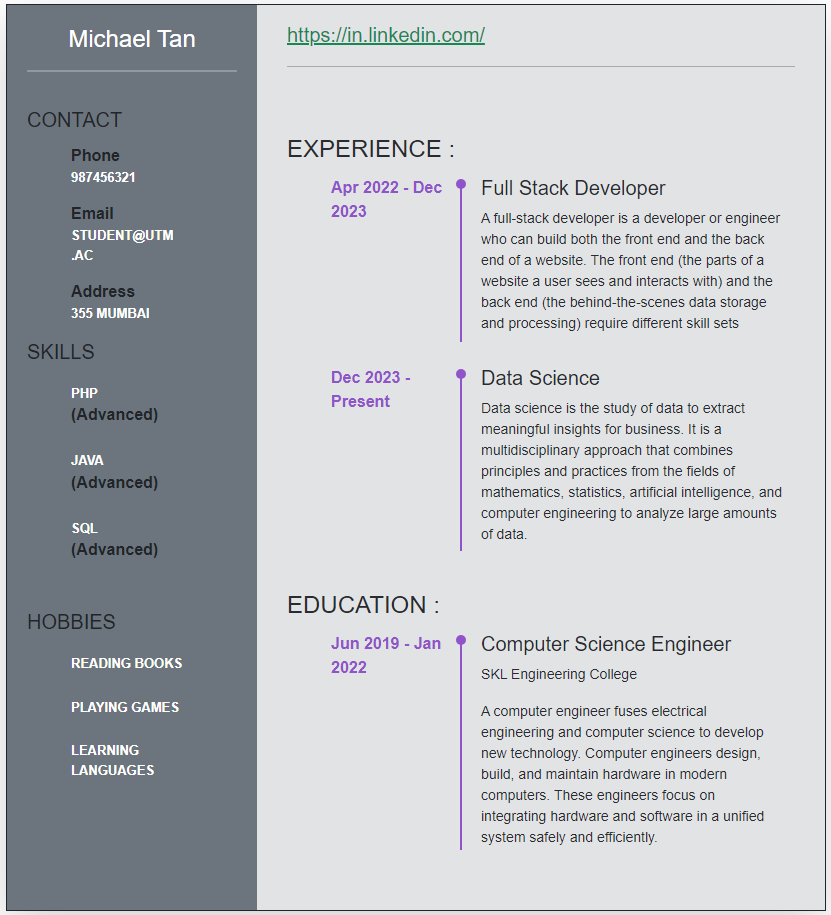 Michael Tan
CONTACT
Phone
987456321
Email
STUDENT@UTM
.AC
Address
355 MUMBAI
SKILLS
PHP
(Advanced)
JAVA
(Advanced)
SQL
(Advanced)
HOBBIES
READING BOOKS
PLAYING GAMES
LEARNING
LANGUAGES
https://in.linkedin.com/
EXPERIENCE :
Apr 2022 - Dec
2023
Full Stack Developer
A full-stack developer is a developer or engineer
who can build both the front end and the back
end of a website. The front end (the parts of a
website a user sees and interacts with) and the
back end (the behind-the-scenes data storage
and processing) require different skill sets
Dec 2023 -
Present
Data Science
Data science is the study of data to extract
meaningful insights for business. It is a
multidisciplinary approach that combines
principles and practices from the fields of
mathematics, statistics, artificial intelligence, and
computer engineering to analyze large amounts
of data.
EDUCATION :
Jun 2019 - Jan
2022
Computer Science Engineer
SKL Engineering College
A computer engineer fuses electrical
engineering and computer science to develop
new technology. Computer engineers design,
build, and maintain hardware in modern
computers. These engineers focus on
integrating hardware and software in a unified
system safely and efficiently.